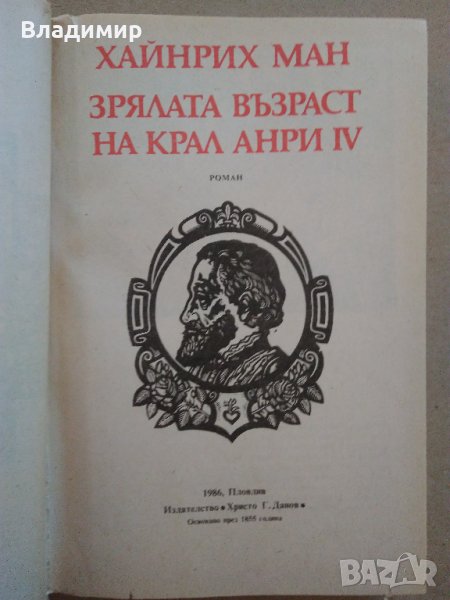 Владимир
ХАЙНРИХ МАН
ЗРЯЛАТА ВЪЗРАСТ
НА КРАЛ АНРИ IV
РОМАН
1986, Пловдив
Издателство • Христо Г. Данов •
Основано през 1855 година
BAZAR